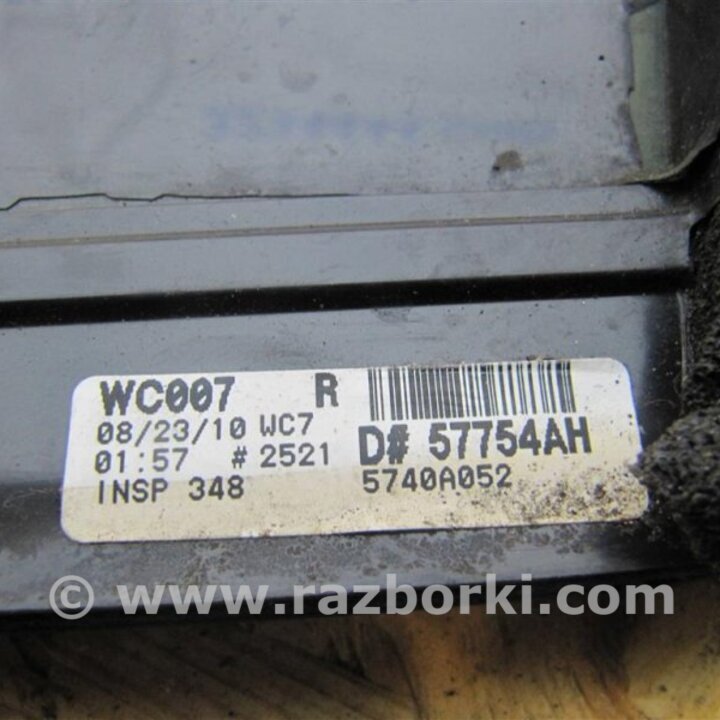 WC007 R
08/23/10 WC7
01:57 #2521
INSP 348
D# 57754AH
5740A052
© www.razborki.com